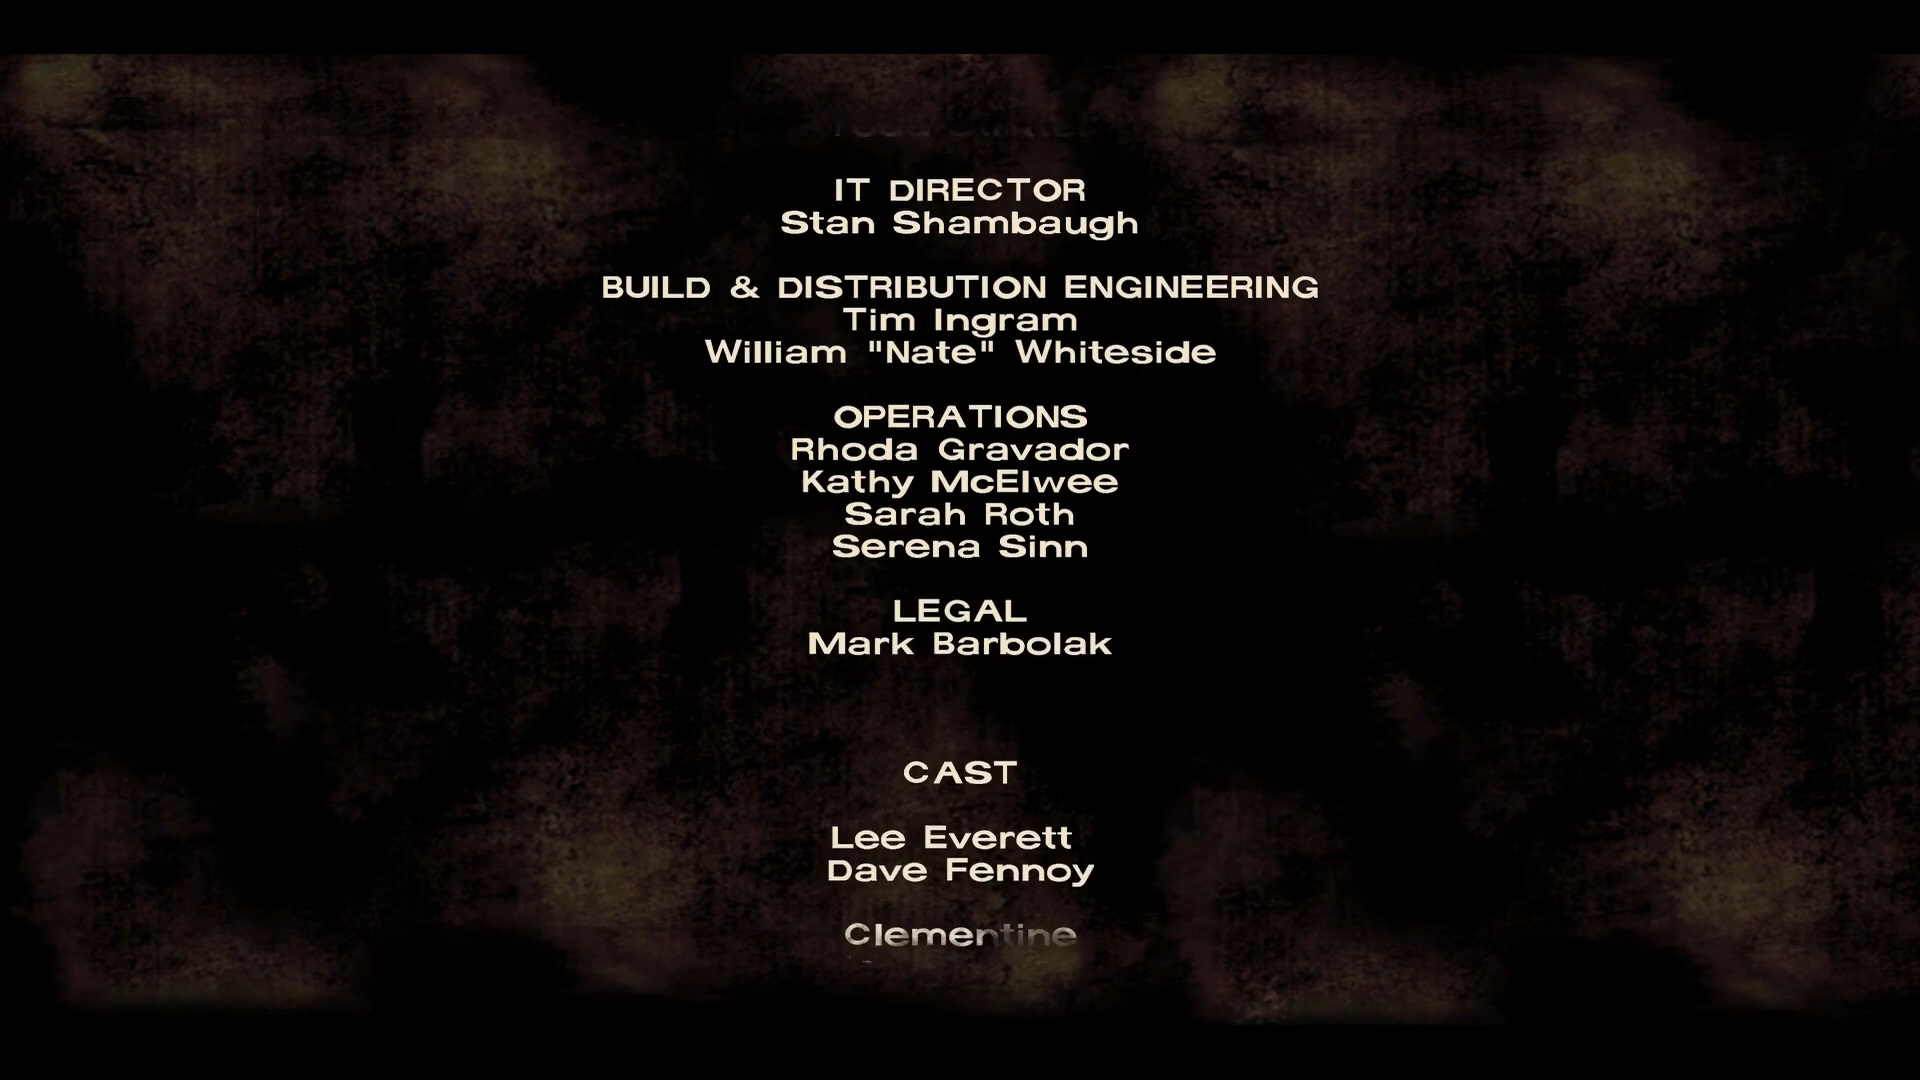 IT DIRECTOR
Stan Shambaugh
BUILD & DISTRIBUTION ENGINEERING
Tim Ingram
William "Nate" Whiteside
OPERATIONS
Rhoda Gravador
Kathy McElwee
Sarah Roth
Serena Sinn
LEGAL
Mark Barbolak
CAST
Lee Everett
Dave Fennoy
Clementine